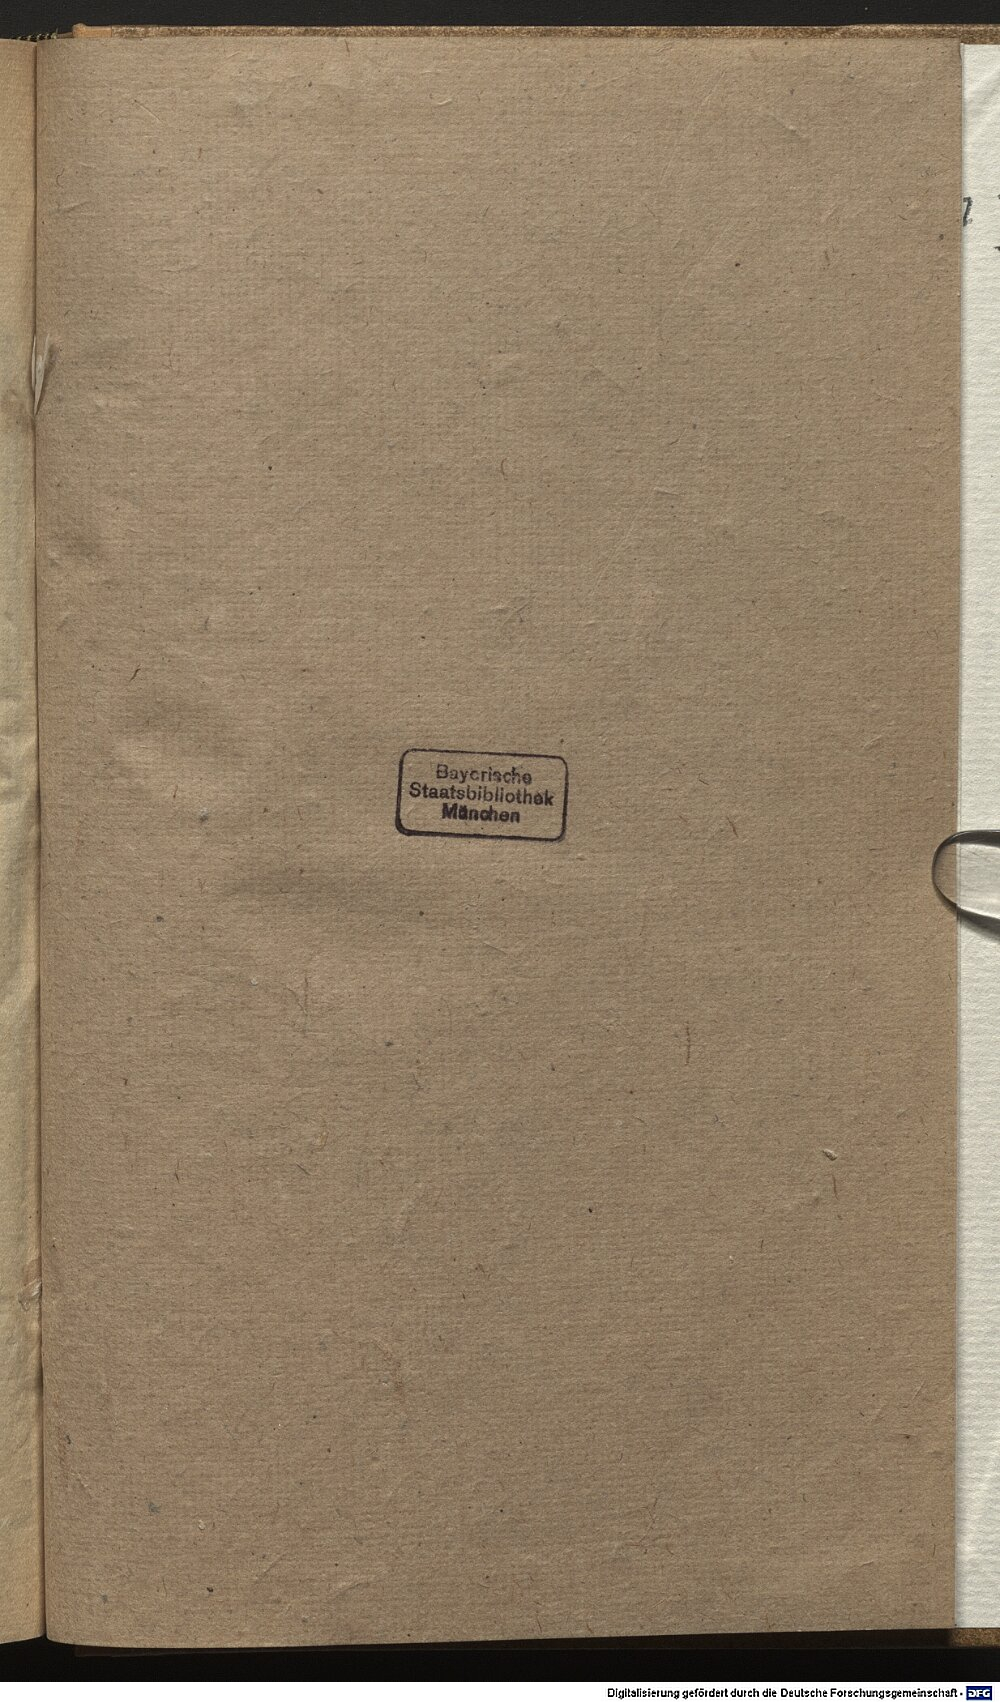 Bayerische
Staatsbibliothek
München
Digitalisierung gefördert durch die Deutsche Forschungsgemeinschaft - DFG